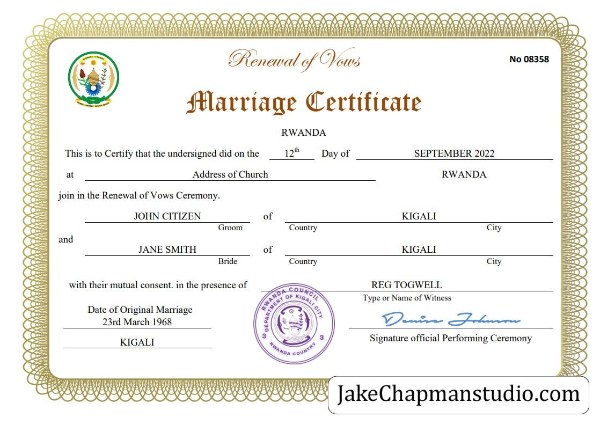 Renewal of Vows
No 08358
Marriage Certificate
RWANDA
This is to Certify that the undersigned did on the 12th Day of SEPTEMBER 2022
at Address of Church RWANDA
join in the Renewal of Vows Ceremony.
JOHN CITIZEN of KIGALI
Groom Country City
and
JANE SMITH of KIGALI
Bride Country City
with their mutual consent. in the presence of REG TOGWELL
Type or Name of Witness
Date of Original Marriage
23rd March 1968
Denise Johnson
KIGALI
Signature official Performing Ceremony
RWANDA COUNCIL
DEPARTMENT OF KIGALI CITY
RWANDA COUNTRY
JakeChapmanstudio.com